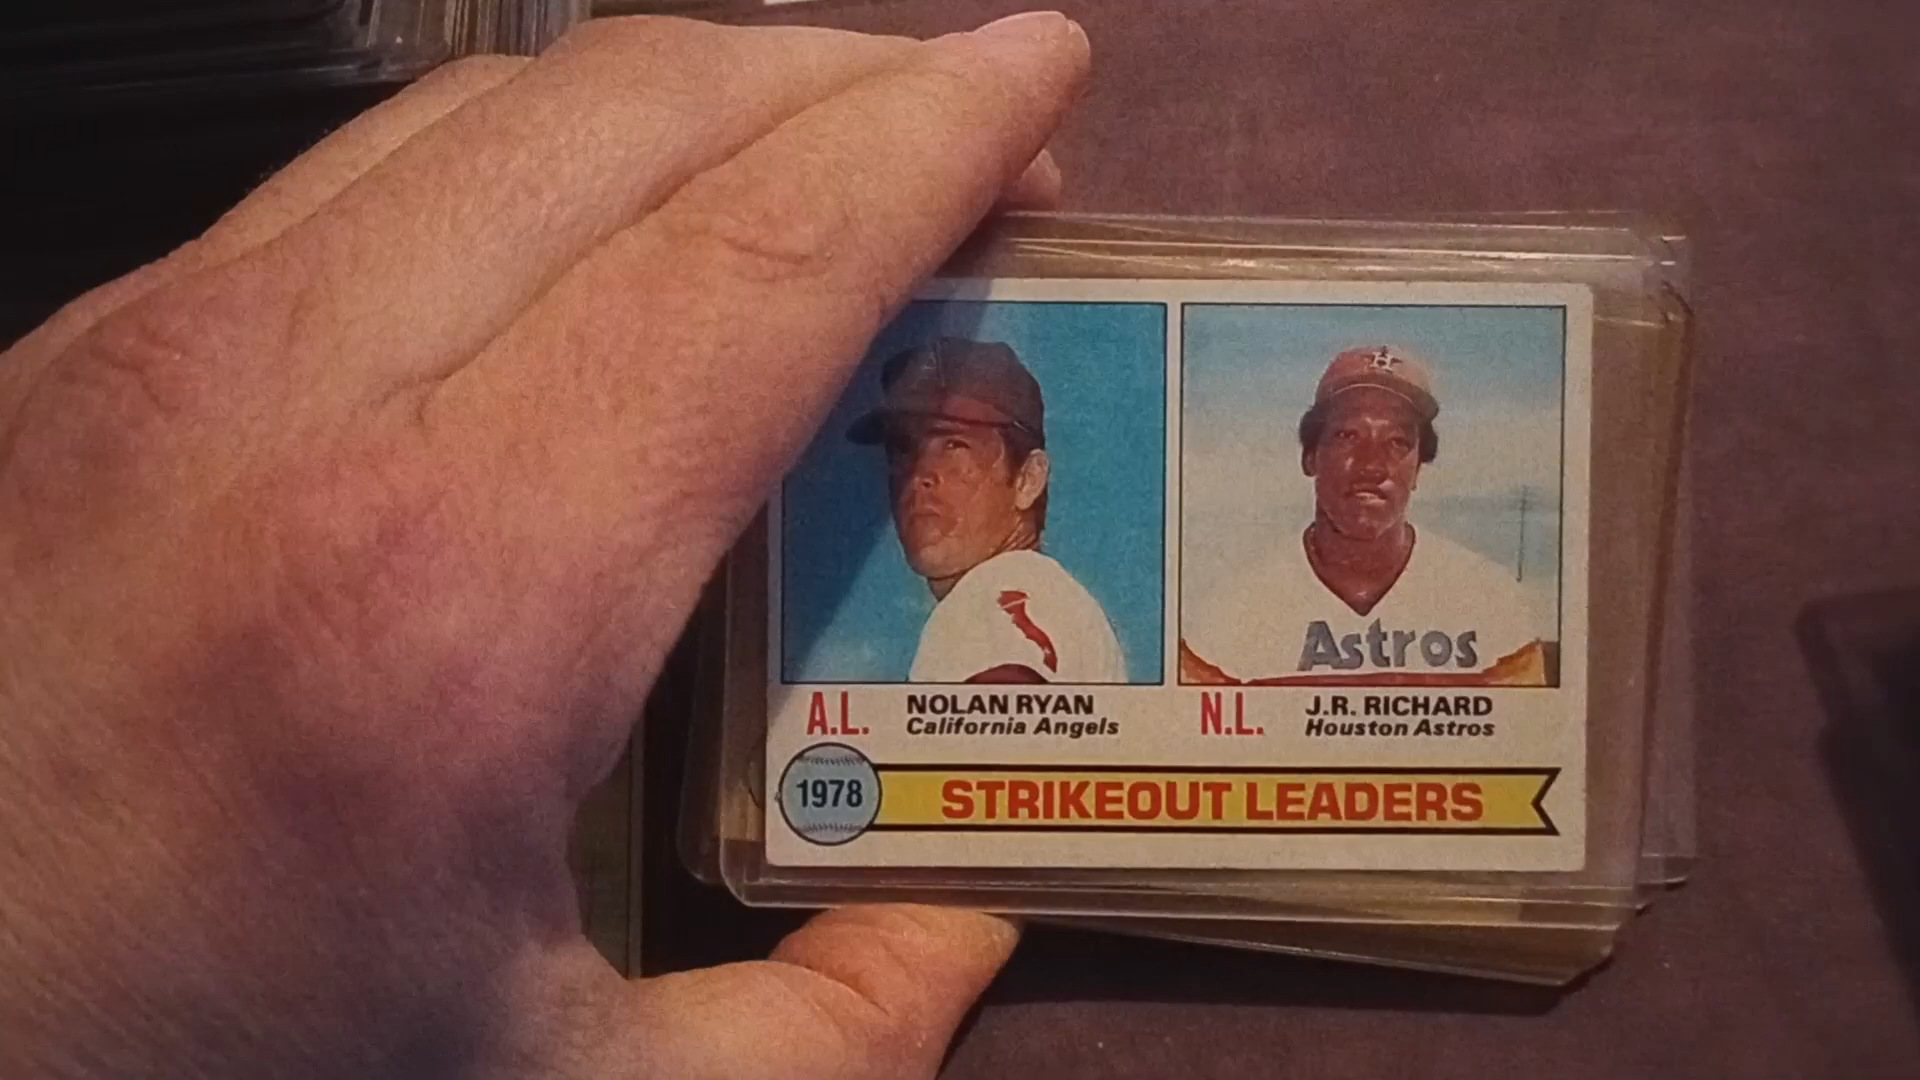 H
Astros
A.L. NOLAN RYAN
California Angels
N.L. J.R. RICHARD
Houston Astros
1978 STRIKEOUT LEADERS